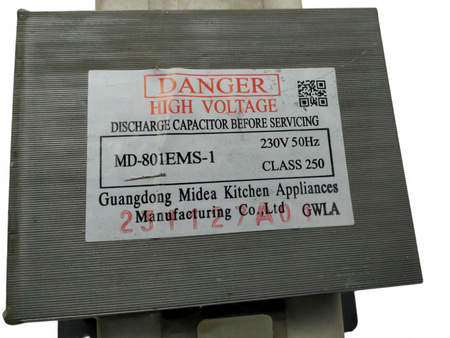 DANGER
HIGH VOLTAGE
DISCHARGE CAPACITOR BEFORE SERVICING
MD-801EMS-1
230V 50Hz
CLASS 250
Guangdong Midea Kitchen Appliances
Manufacturing Co.,Ltd GWLA